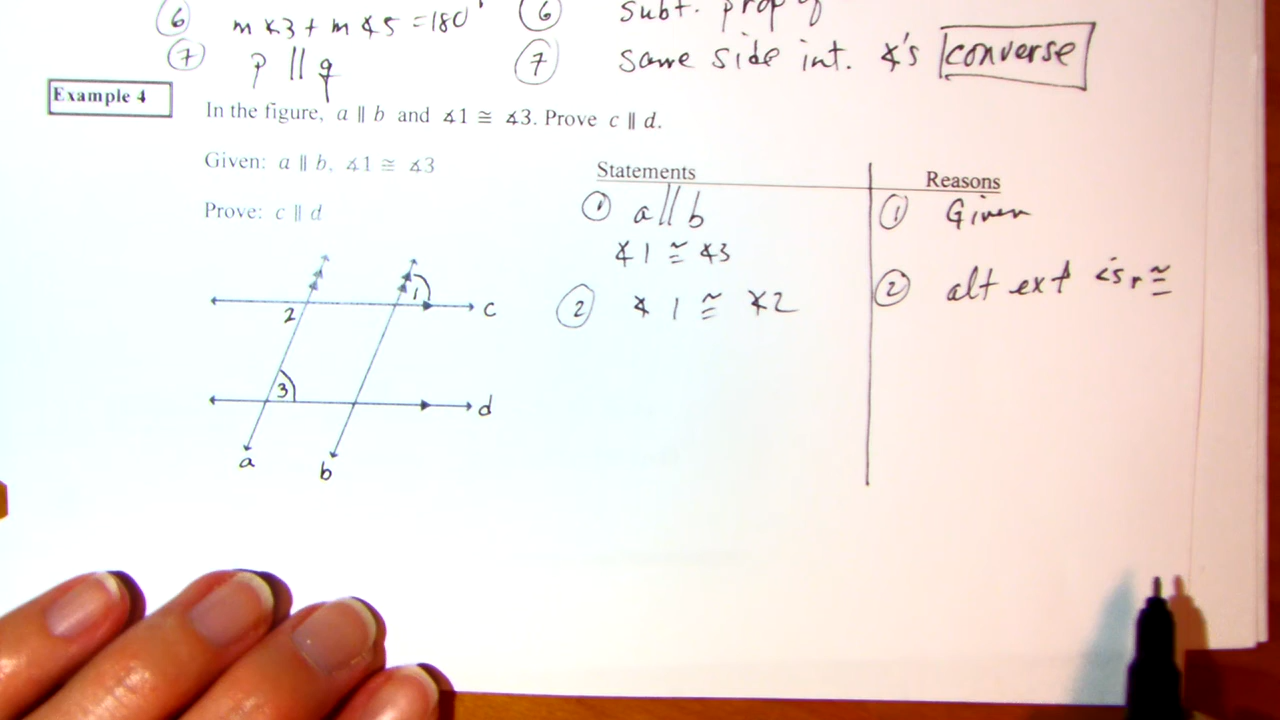 ⑥ m∡3 + m∡5 = 180° ⑥ subt. prop of
⑦ p || q ⑦ same side int. ∡'s converse
Example 4
In the figure, a || b and ∡1 ≅ ∡3. Prove c || d.
Given: a || b, ∡1 ≅ ∡3
Prove: c || d
Statements Reasons
① a || b ① Given
∡1 ≅ ∡3
② ∡1 ≅ ∡2 ② alt ext ∠s r ≅
1
2 c
3
d
a
b